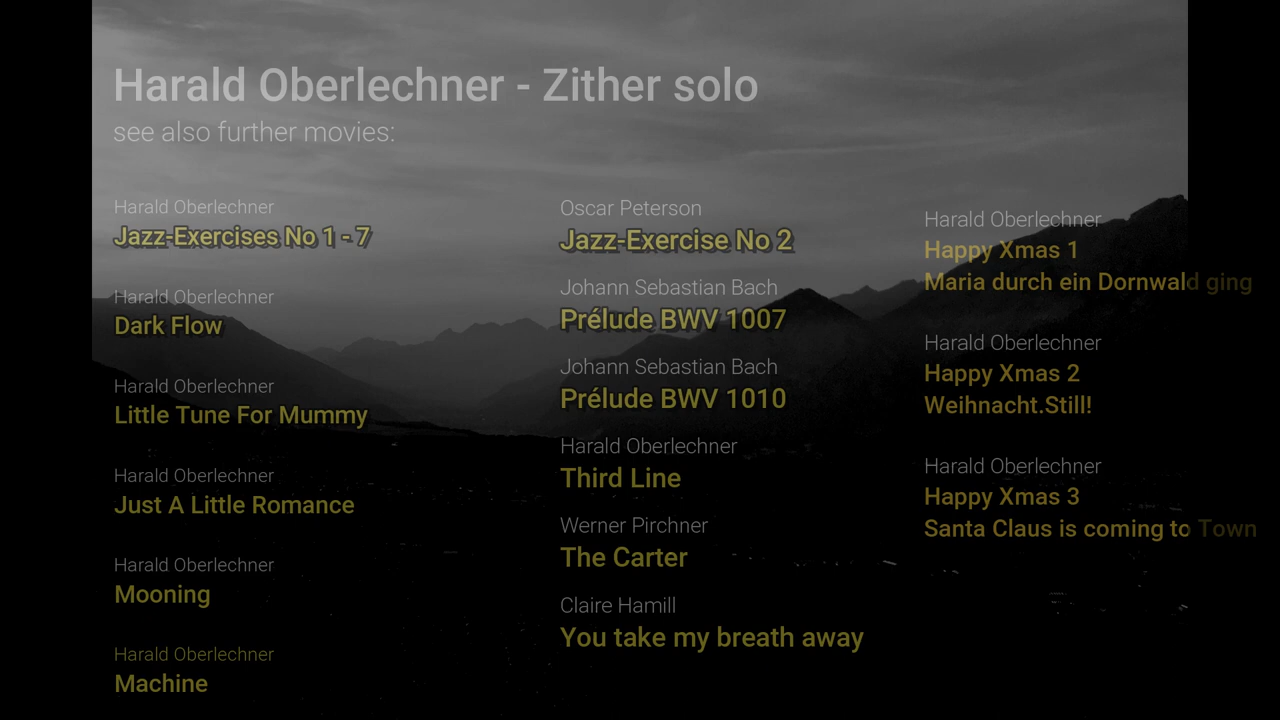 Harald Oberlechner - Zither solo
see also further movies:
Harald Oberlechner
Jazz-Exercises No 1 - 7
Harald Oberlechner
Dark Flow
Harald Oberlechner
Little Tune For Mummy
Harald Oberlechner
Just A Little Romance
Harald Oberlechner
Mooning
Harald Oberlechner
Machine
Oscar Peterson
Jazz-Exercise No 2
Johann Sebastian Bach
Prélude BWV 1007
Johann Sebastian Bach
Prélude BWV 1010
Harald Oberlechner
Third Line
Werner Pirchner
The Carter
Claire Hamill
You take my breath away
Harald Oberlechner
Happy Xmas 1
Maria durch ein Dornwald ging
Harald Oberlechner
Happy Xmas 2
Weihnacht.Still!
Harald Oberlechner
Happy Xmas 3
Santa Claus is coming to Town